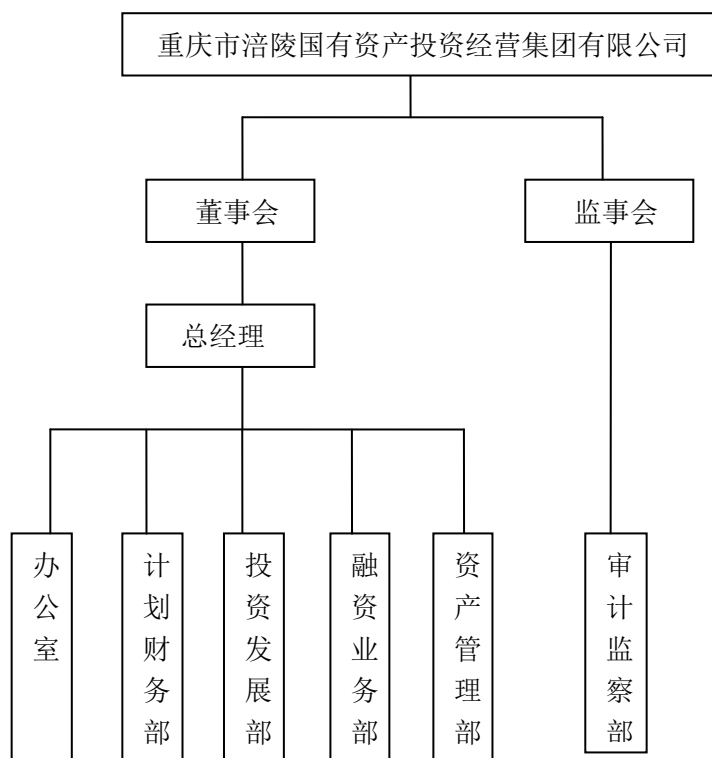 重庆市涪陵国有资产投资经营集团有限公司
董事会
监事会
总经理
办公室
计划财务部
投资发展部
融资业务部
资产管理部
审计监察部